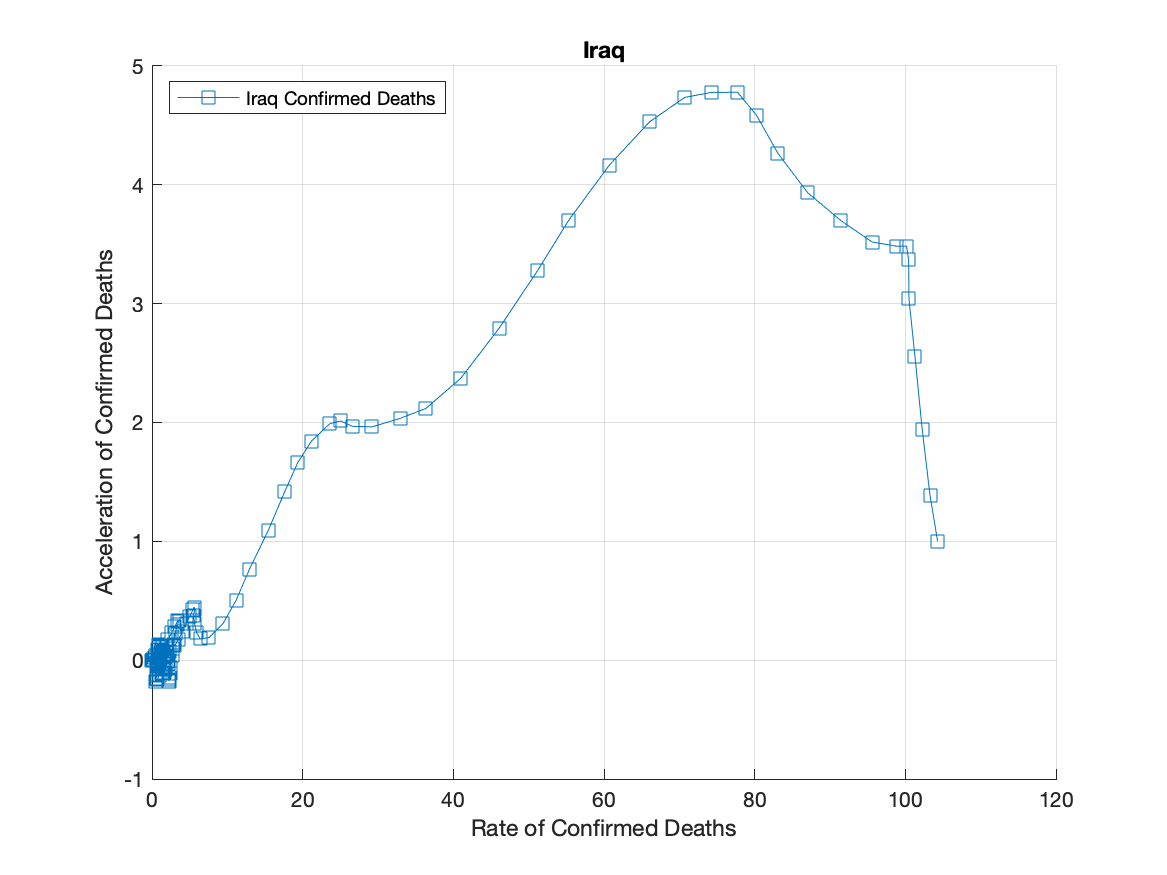 Iraq
Iraq Confirmed Deaths
5
4
3
2
1
0
-1
0 20 40 60 80 100 120
Acceleration of Confirmed Deaths
Rate of Confirmed Deaths